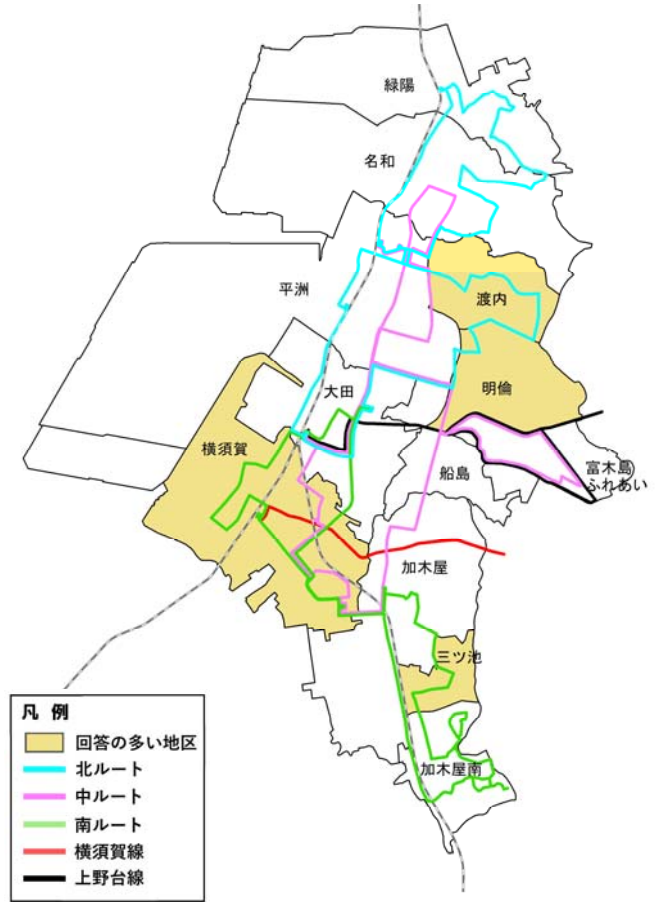 緑陽
名和
平洲
渡内
大田
明倫
横須賀
船島
富木島
ふれあい
加木屋
三ツ池
加木屋南
凡 例
回答の多い地区
北ルート
中ルート
南ルート
横須賀線
上野台線